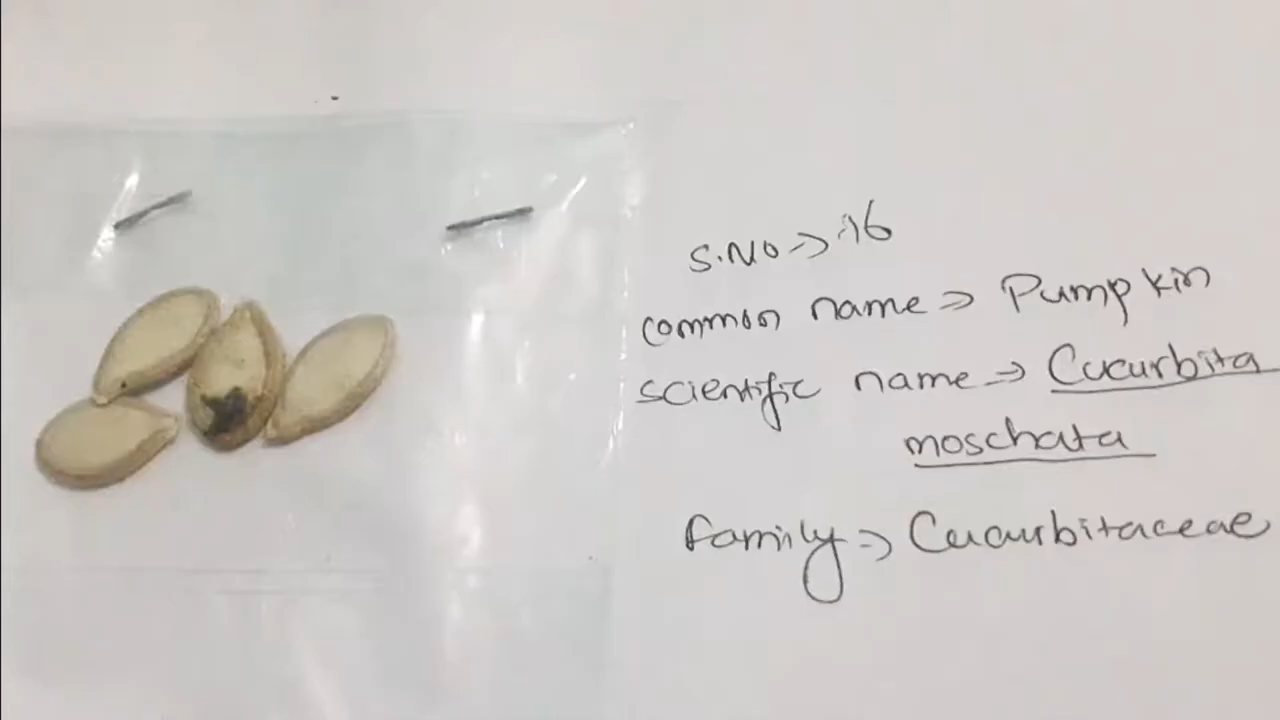 S.No → 16
common name ⇒ Pumpkin
scientific name → Cucurbita
moschata
Family ⇒ Cucurbitaceae